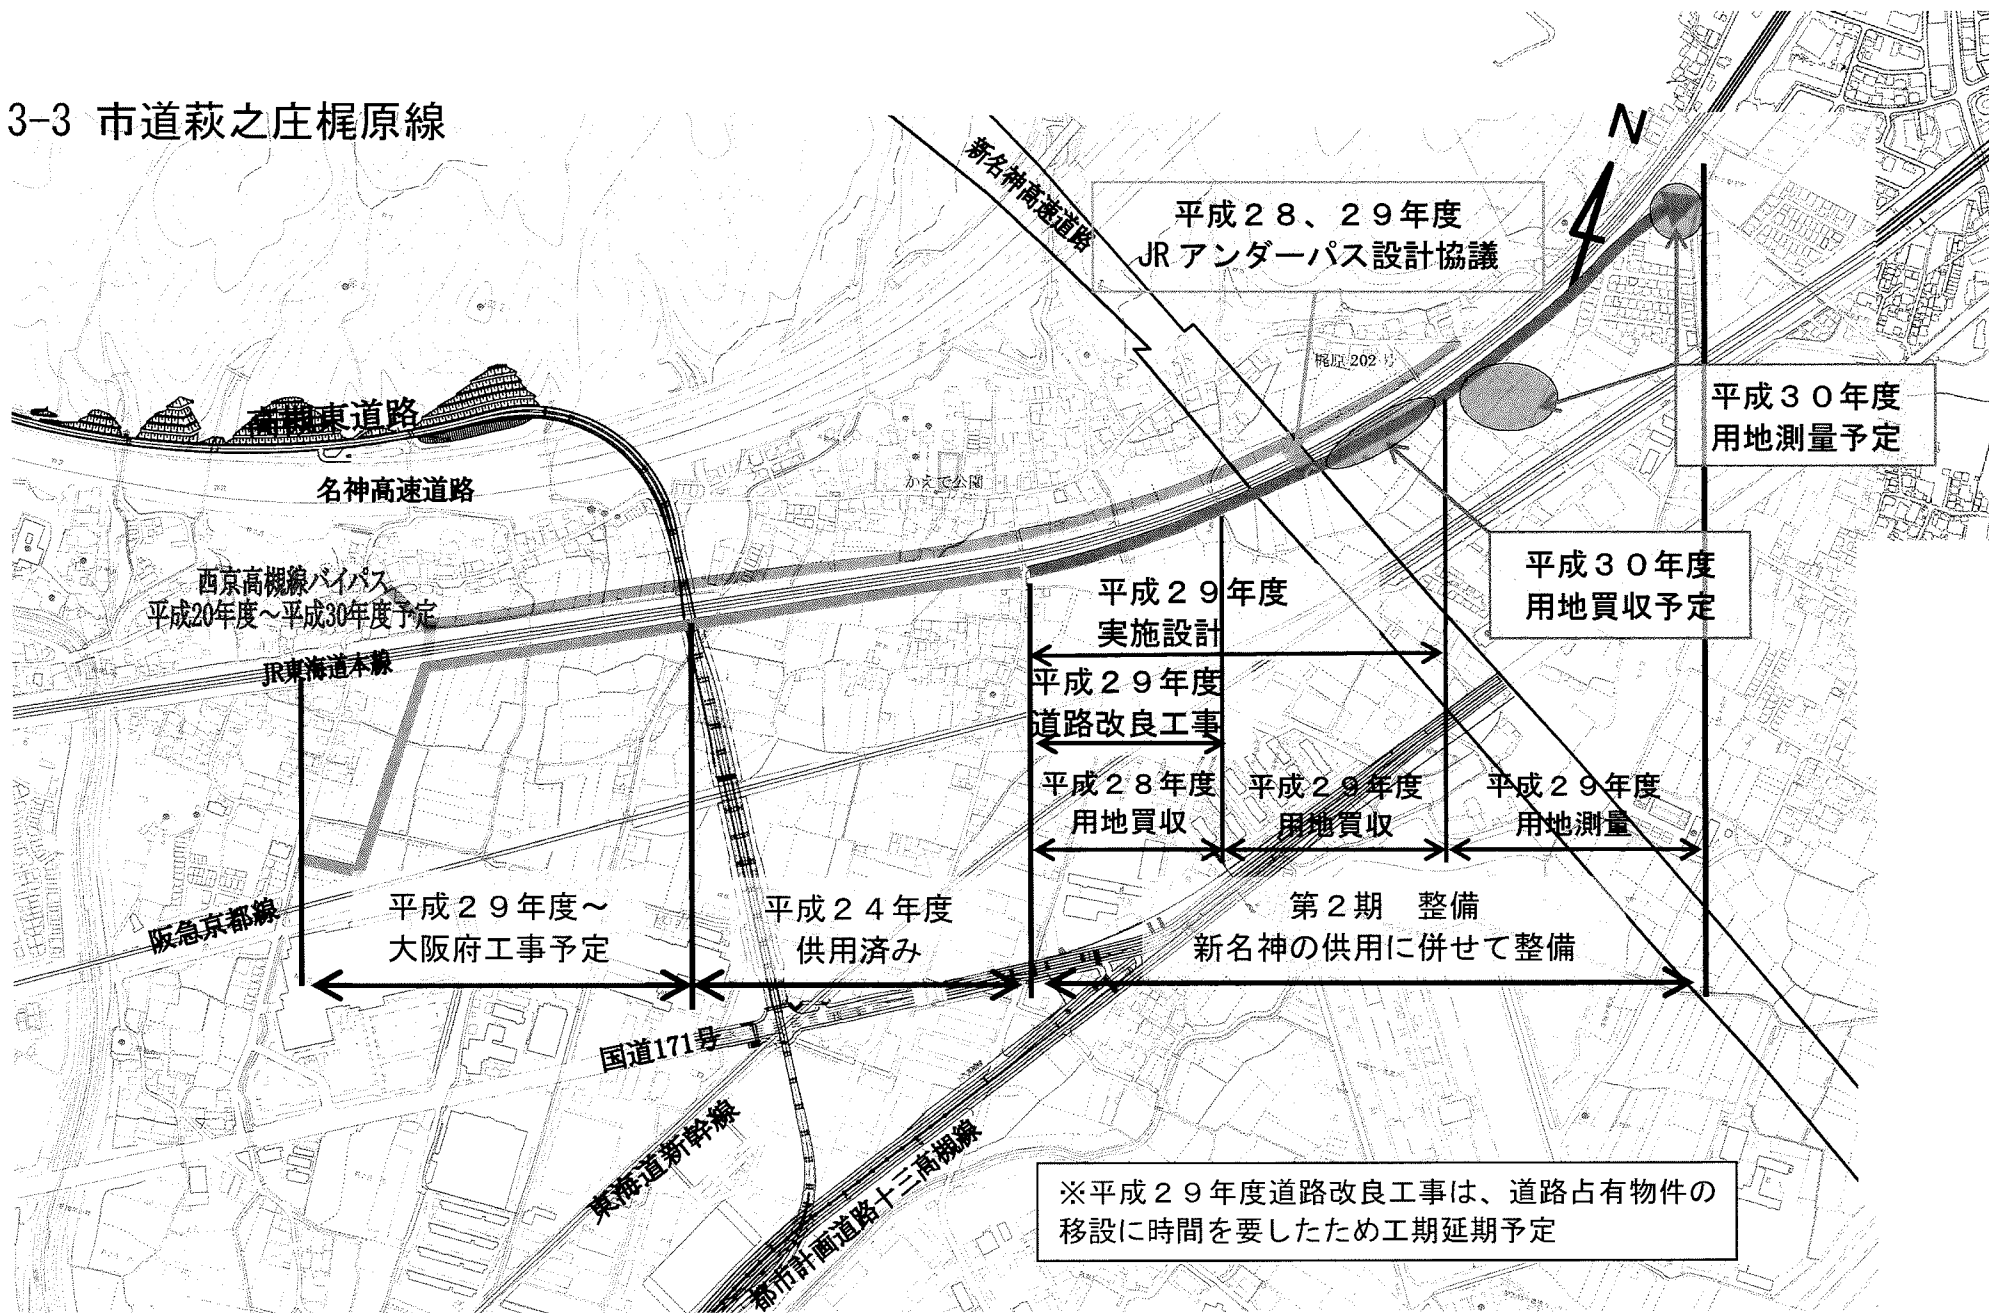 3-3 市道萩之庄梶原線
N
新名神高速道路
平成２８、２９年度
JRアンダーパス設計協議
梶原202号
平成３０年度
用地測量予定
高槻東道路
名神高速道路
かえで公園
平成３０年度
用地買収予定
西京高槻線バイパス
平成20年度～平成30年度予定
JR東海道本線
平成２９年度
実施設計
平成２９年度
道路改良工事
平成２８年度
用地買収
平成２９年度
用地買収
平成２９年度
用地測量
阪急京都線
平成２９年度～
大阪府工事予定
平成２４年度
供用済み
第２期　整備
新名神の供用に併せて整備
国道171号
東海道新幹線
都市計画道路十三高槻線
※平成２９年度道路改良工事は、道路占有物件の
移設に時間を要したため工期延期予定